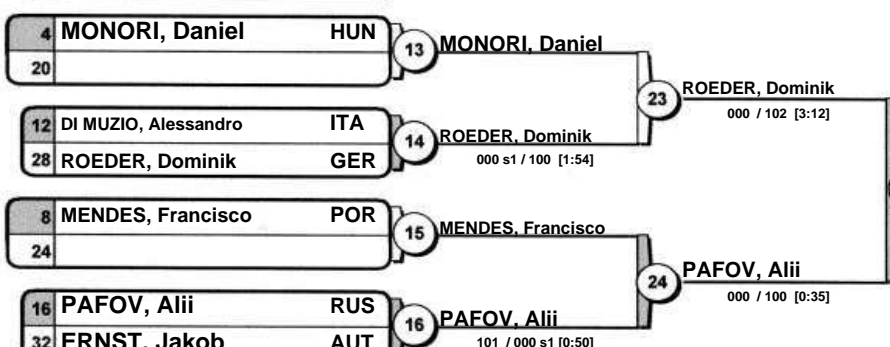 4 MONORI, Daniel HUN
20
13 MONORI, Daniel
12 DI MUZIO, Alessandro ITA
28 ROEDER, Dominik GER
14 ROEDER, Dominik
000 s1 / 100 [1:54]
23 ROEDER, Dominik
000 / 102 [3:12]
8 MENDES, Francisco POR
24
15 MENDES, Francisco
16 PAFOV, Alii RUS
32 ERNST, Jakob AUT
16 PAFOV, Alii
101 / 000 s1 [0:50]
24 PAFOV, Alii
000 / 100 [0:35]